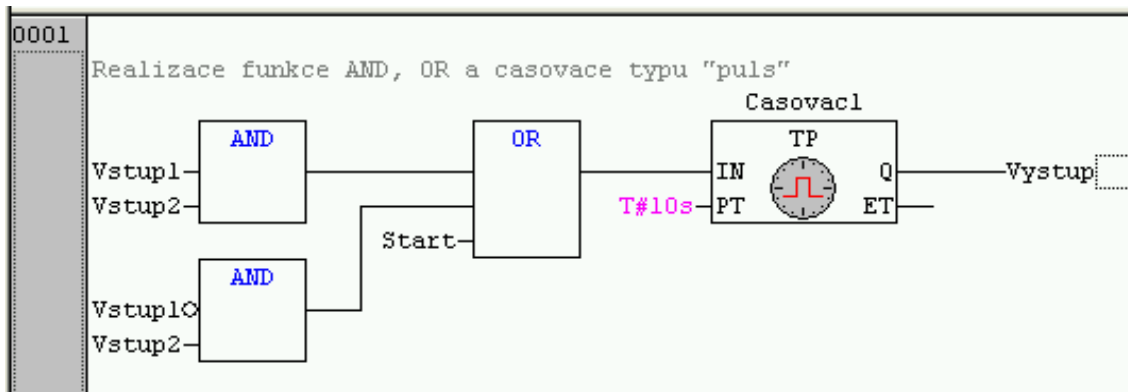 0001
Realizace funkce AND, OR a casovace typu "puls"
Casovac1
AND
OR
TP
Vstup1
IN
Q
Vystup
Vstup2
T#10s
PT
ET
Start
AND
Vstup1
Vstup2